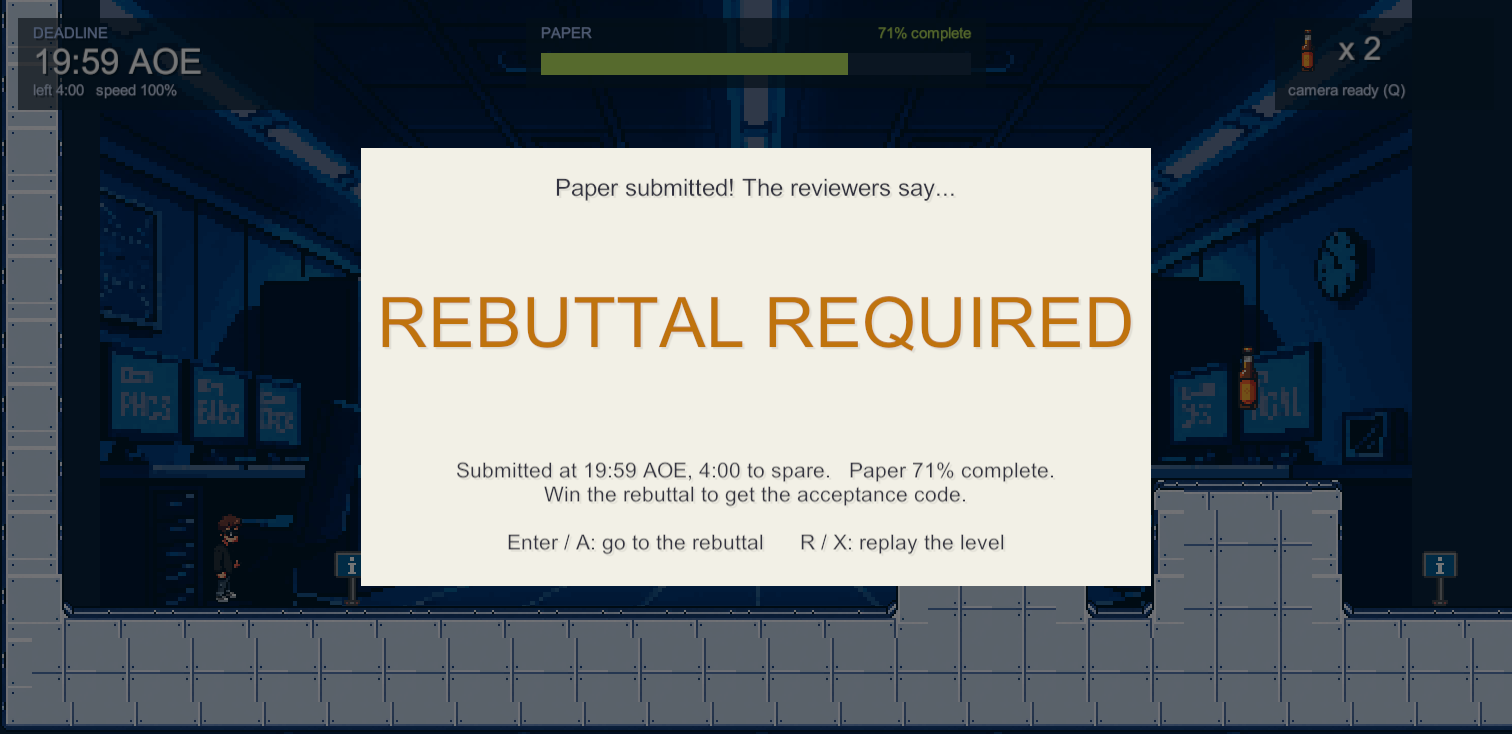 DEADLINE
19:59 AOE
left 4:00 speed 100%
PAPER 71% complete
x 2
camera ready (Q)
Paper submitted! The reviewers say...
REBUTTAL REQUIRED
Submitted at 19:59 AOE, 4:00 to spare. Paper 71% complete.
Win the rebuttal to get the acceptance code.
Enter / A: go to the rebuttal R / X: replay the level
i
i